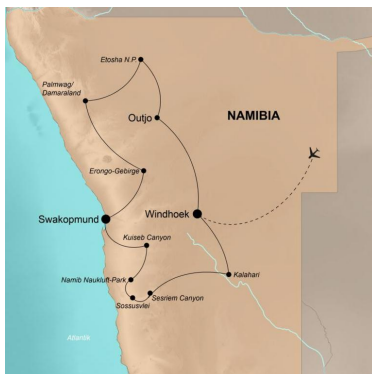 Etosha N.P.
Palmwag/
Damaraland
Outjo
NAMIBIA
Erongo-Gebirge
Swakopmund
Windhoek
Kuiseb Canyon
Namib Naukluft-Park
Kalahari
Sesriem Canyon
Sossusvlei
Atlantik